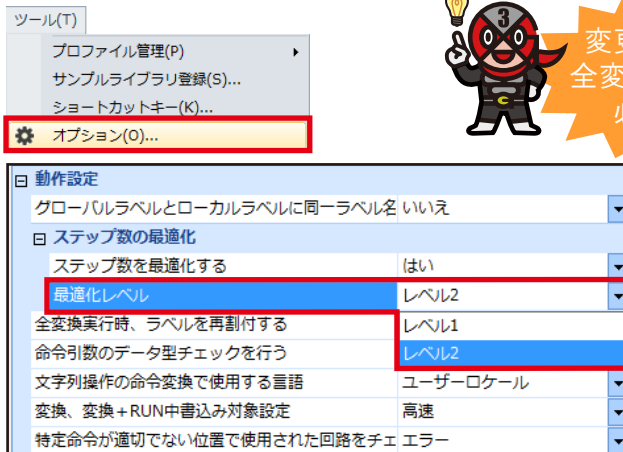 ツール(T)
プロファイル管理(P)
サンプルライブラリ登録(S)...
ショートカットキー(K)...
オプション(O)...
3
C
変更
全変
動作設定
グローバルラベルとローカルラベルに同一ラベル名 いいえ
ステップ数の最適化
ステップ数を最適化する はい
最適化レベル レベル2
全変換実行時、ラベルを再割付する レベル1
命令引数のデータ型チェックを行う レベル2
文字列操作の命令変換で使用する言語 ユーザーロケール
変換、変換+RUN中書込み対象設定 高速
特定命令が適切でない位置で使用された回路をチェ エラー